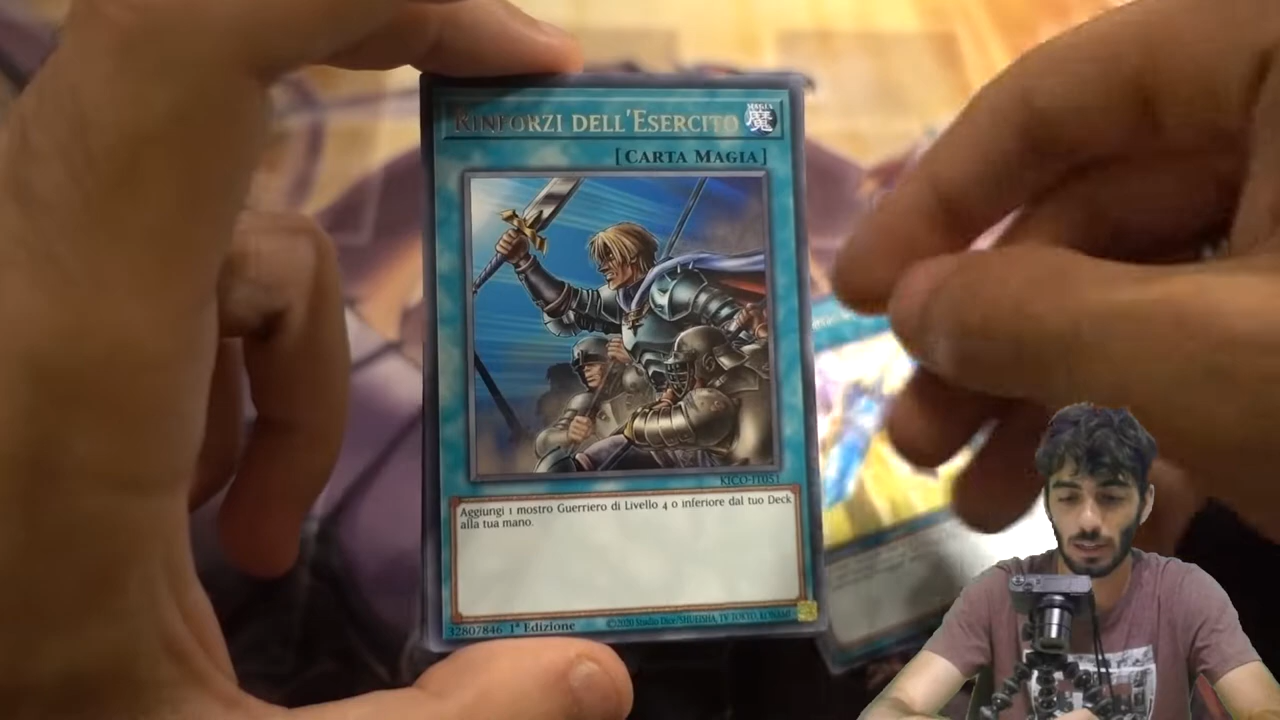 Rinforzi dell'Esercito
MAGIA
魔
[Carta Magia]
KICO-IT051
Aggiungi 1 mostro Guerriero di Livello 4 o inferiore dal tuo Deck
alla tua mano.
32807846 1ª Edizione
©2020 Studio Dice/SHUEISHA, TV TOKYO, KONAMI